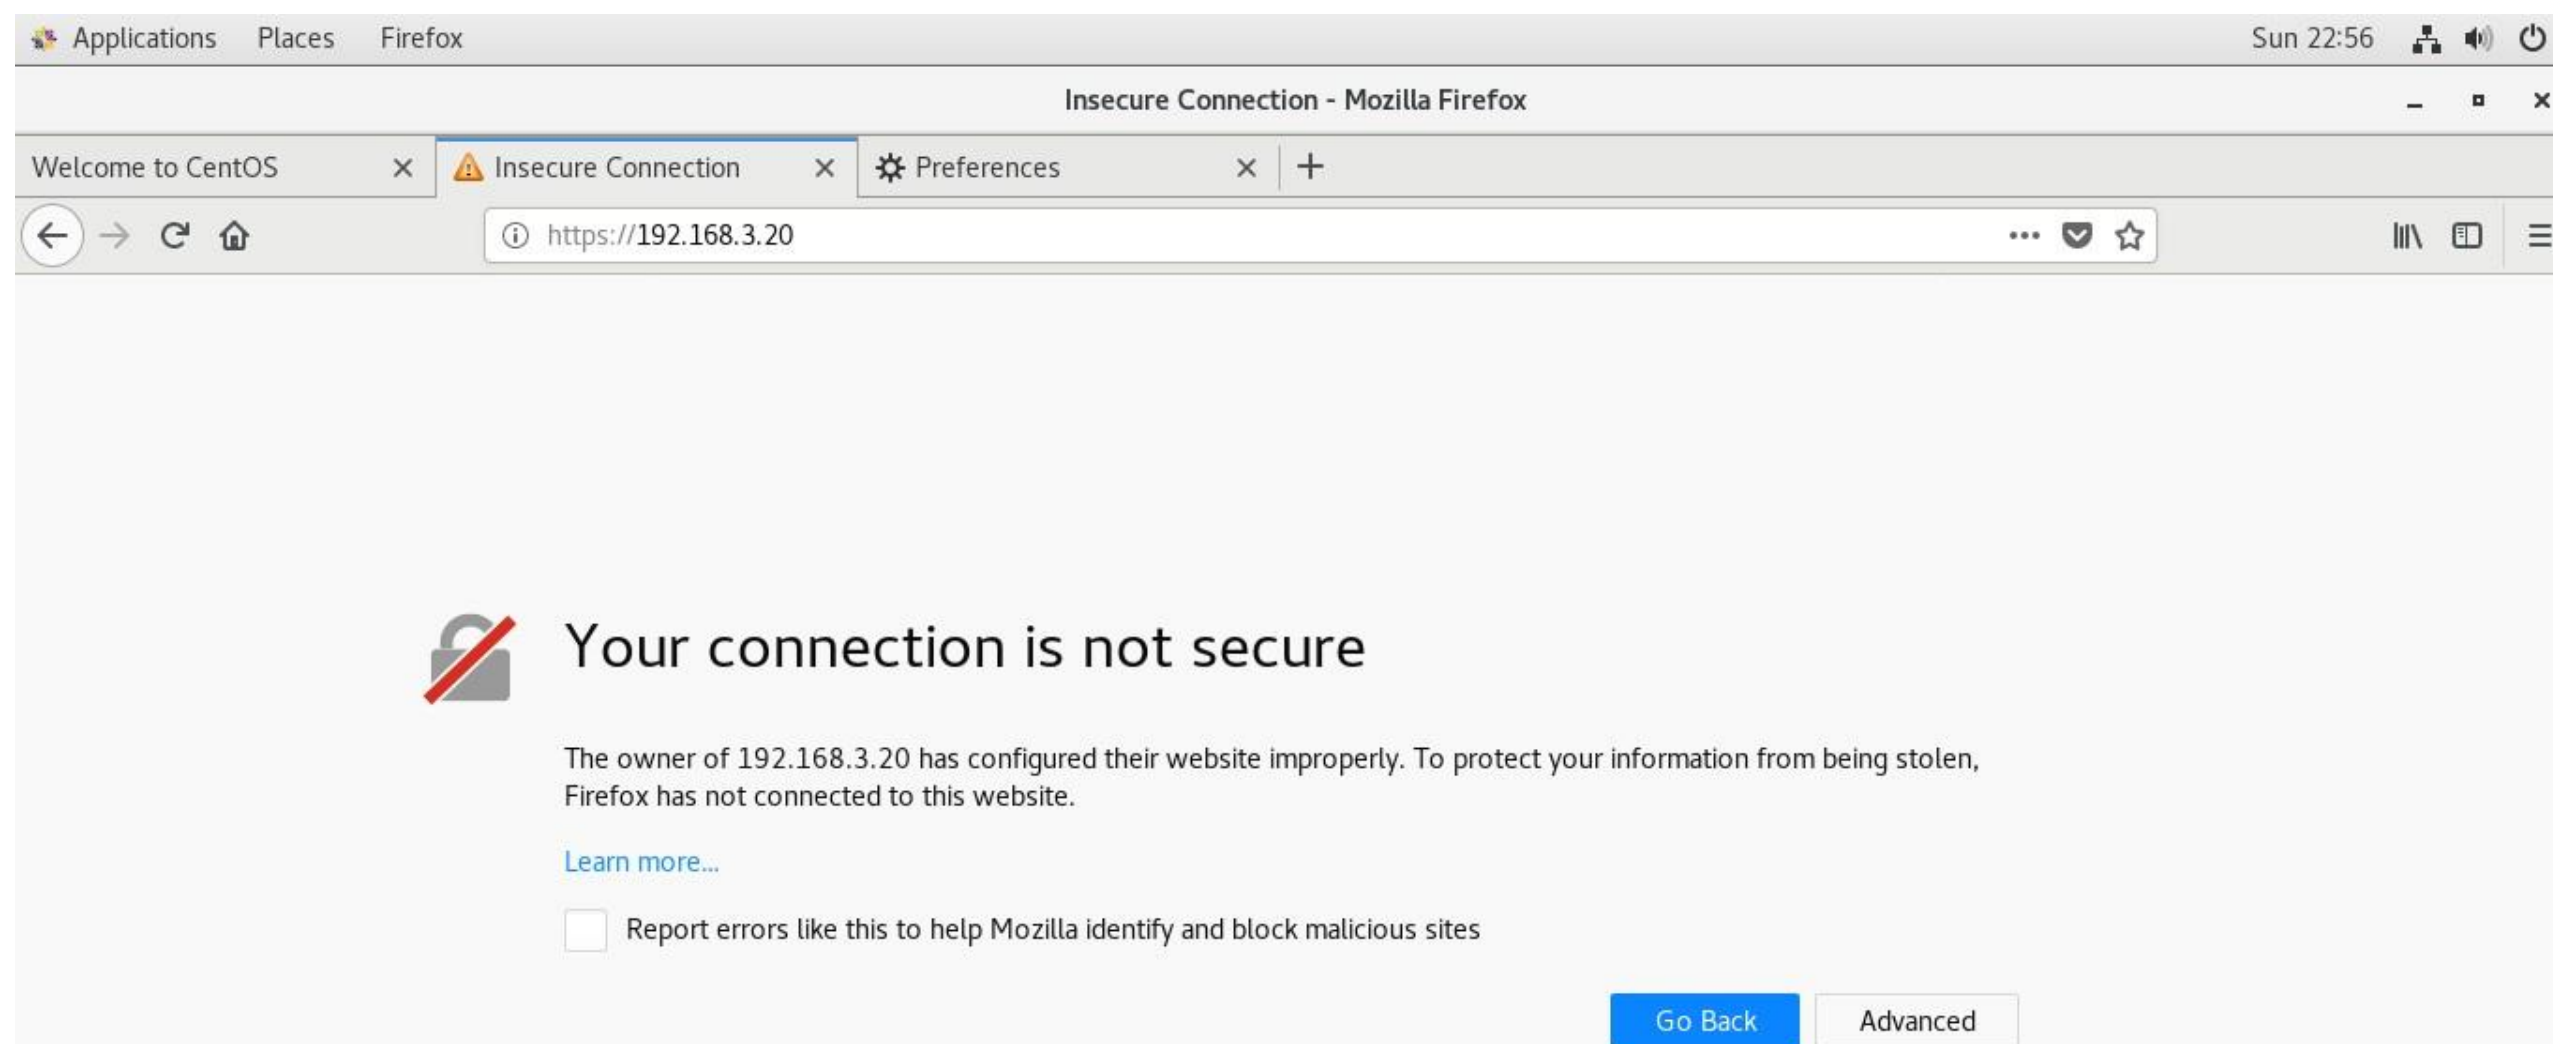 Applications Places Firefox Sun 22:56
Insecure Connection - Mozilla Firefox
Welcome to CentOS Insecure Connection Preferences
https://192.168.3.20
Your connection is not secure
The owner of 192.168.3.20 has configured their website improperly. To protect your information from being stolen,
Firefox has not connected to this website.
Learn more...
Report errors like this to help Mozilla identify and block malicious sites
Go Back Advanced